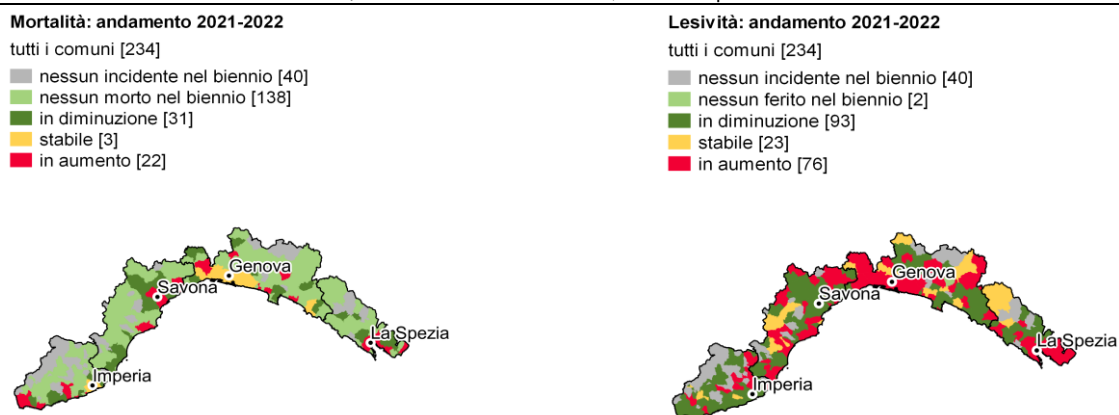 Mortalità: andamento 2021-2022
tutti i comuni [234]
nessun incidente nel biennio [40]
nessun morto nel biennio [138]
in diminuzione [31]
stabile [3]
in aumento [22]
Genova
Savona
La Spezia
Imperia
Lesività: andamento 2021-2022
tutti i comuni [234]
nessun incidente nel biennio [40]
nessun ferito nel biennio [2]
in diminuzione [93]
stabile [23]
in aumento [76]
Genova
Savona
La Spezia
Imperia